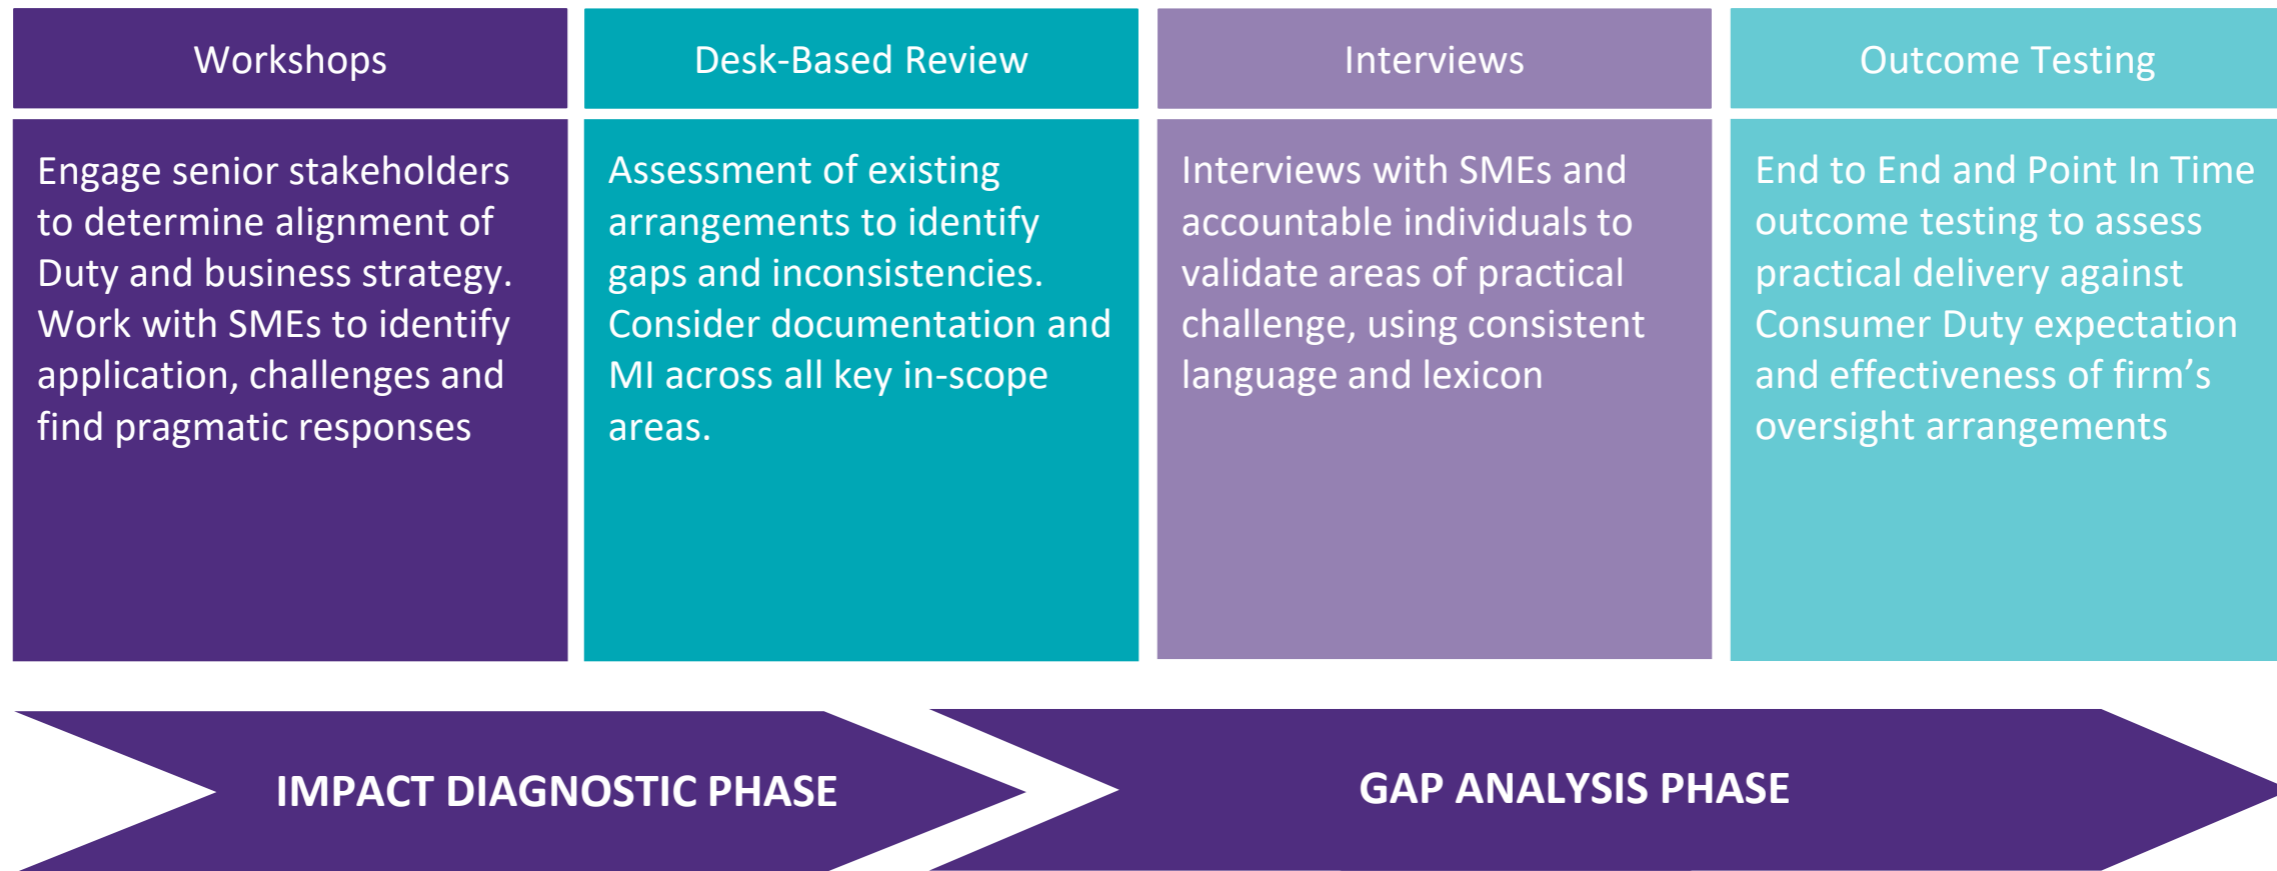 Workshops
Engage senior stakeholders
to determine alignment of
Duty and business strategy.
Work with SMEs to identify
application, challenges and
find pragmatic responses
Desk-Based Review
Assessment of existing
arrangements to identify
gaps and inconsistencies.
Consider documentation and
MI across all key in-scope
areas.
Interviews
Interviews with SMEs and
accountable individuals to
validate areas of practical
challenge, using consistent
language and lexicon
Outcome Testing
End to End and Point In Time
outcome testing to assess
practical delivery against
Consumer Duty expectation
and effectiveness of firm’s
oversight arrangements
IMPACT DIAGNOSTIC PHASE
GAP ANALYSIS PHASE